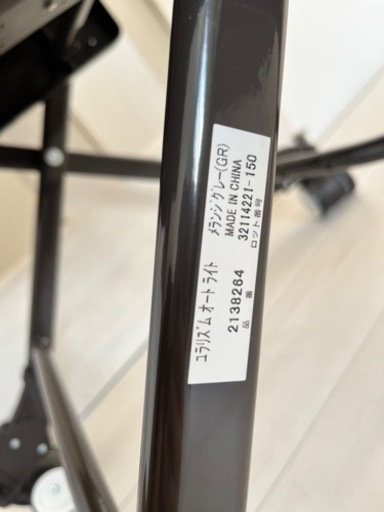 ユラリズム オート ライト　メランジグレー(GR)
MADE IN CHINA
2138264　32114221-150
品　番　ロット番号